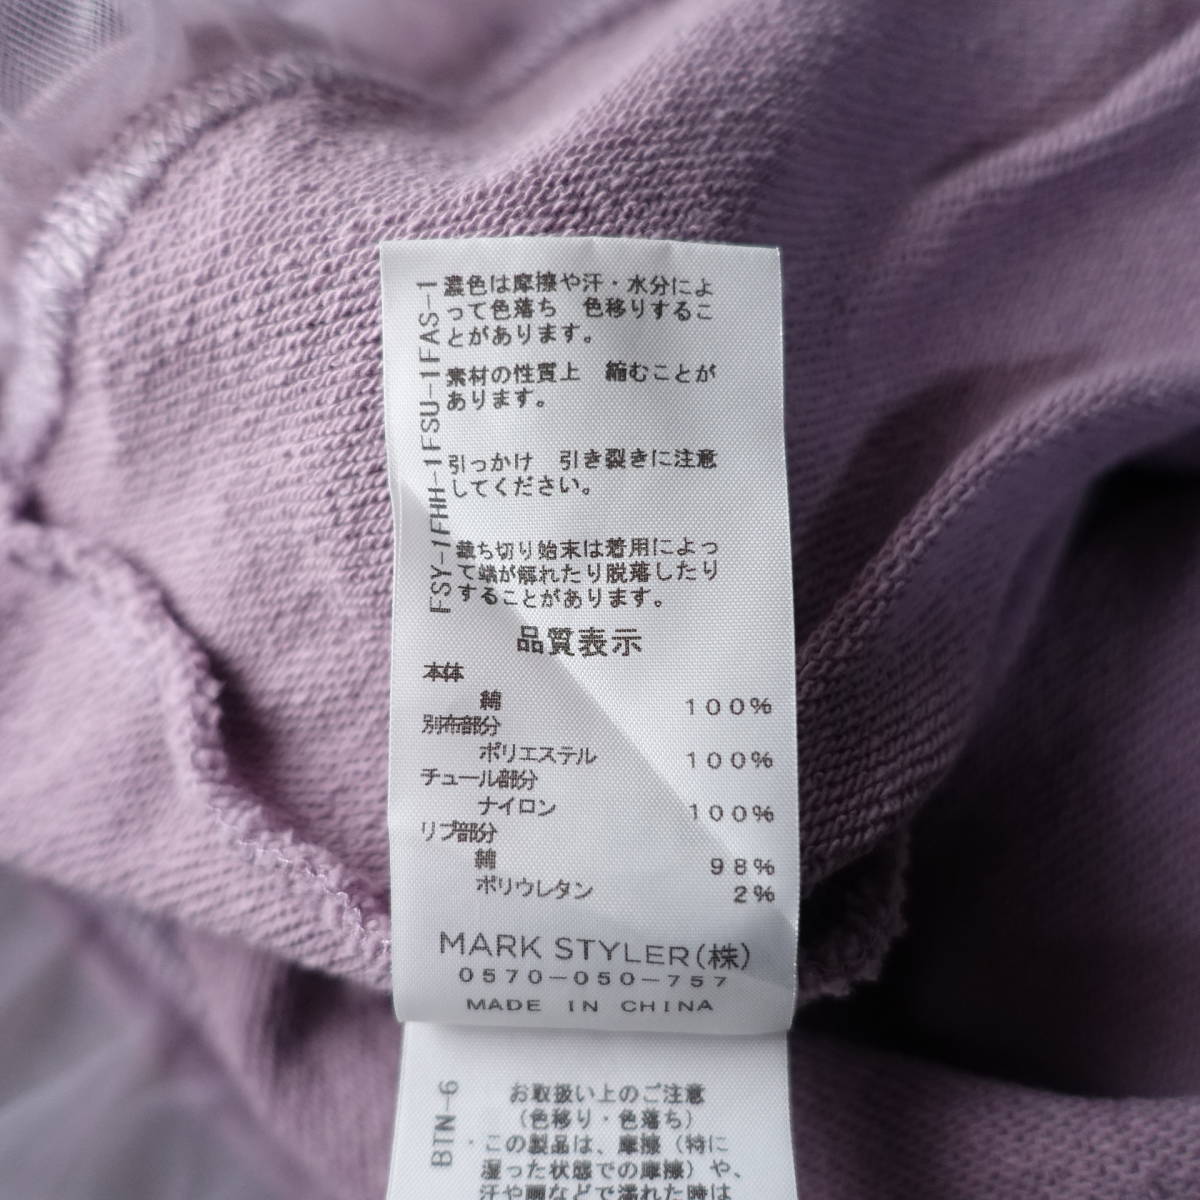 FSY-1FHH-1FSU-1FAS-1
濃色は摩擦や汗・水分によ
って色落ち 色移りするこ
とがあります。
素材の性質上 縮むことが
あります。
引っかけ 引き裂きに注意
してください。
裁ち切り始末は着用によっ
て端が解れたり脱落したり
することがあります。
品質表示
本体
綿 100%
別布部分
ポリエステル 100%
チュール部分
ナイロン 100%
リブ部分
綿 98%
ポリウレタン 2%
MARK STYLER(株)
0570-050-757
MADE IN CHINA
BTN-6
お取扱い上のご注意
(色移り・色落ち)
・この製品は、摩擦(特に
湿った状態での摩擦)や、
汗や雨などで濡れた時は